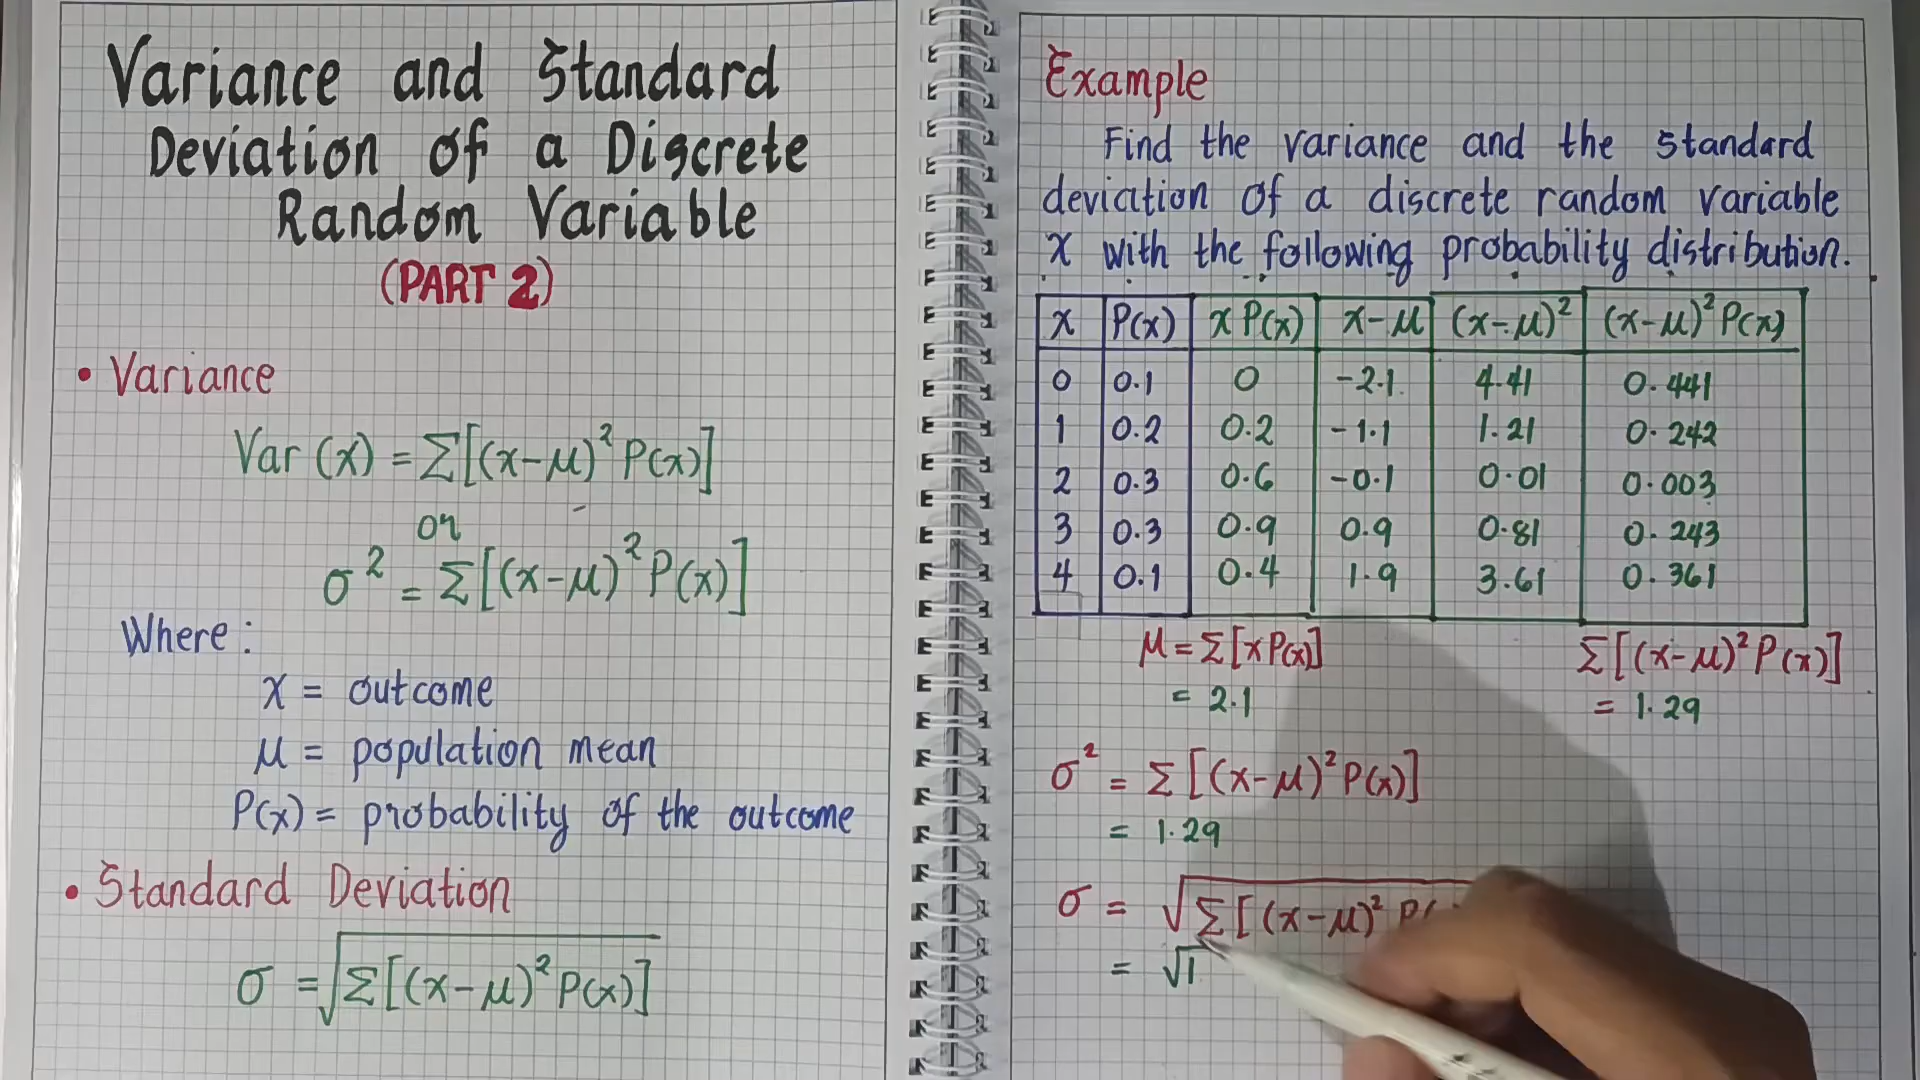 Variance and Standard
Deviation of a Discrete
Random Variable
(PART 2)
• Variance
Var (x) = Σ[(x-μ)² P(x)]
or
σ² = Σ[(x-μ)² P(x)]
Where:
x = outcome
μ = population mean
P(x) = probability of the outcome
• Standard Deviation
σ = √Σ[(x-μ)² P(x)]
Example
Find the variance and the standard
deviation of a discrete random variable
x with the following probability distribution.
x P(x) x P(x) x-μ (x-μ)² (x-μ)² P(x)
0 0.1 0 -2.1 4.41 0.441
1 0.2 0.2 -1.1 1.21 0.242
2 0.3 0.6 -0.1 0.01 0.003
3 0.3 0.9 0.9 0.81 0.243
4 0.1 0.4 1.9 3.61 0.361
μ = Σ[x P(x)]
= 2.1
Σ[(x-μ)² P(x)]
= 1.29
σ² = Σ[(x-μ)² P(x)]
= 1.29
σ = √Σ[(x-μ)² P(
= √1